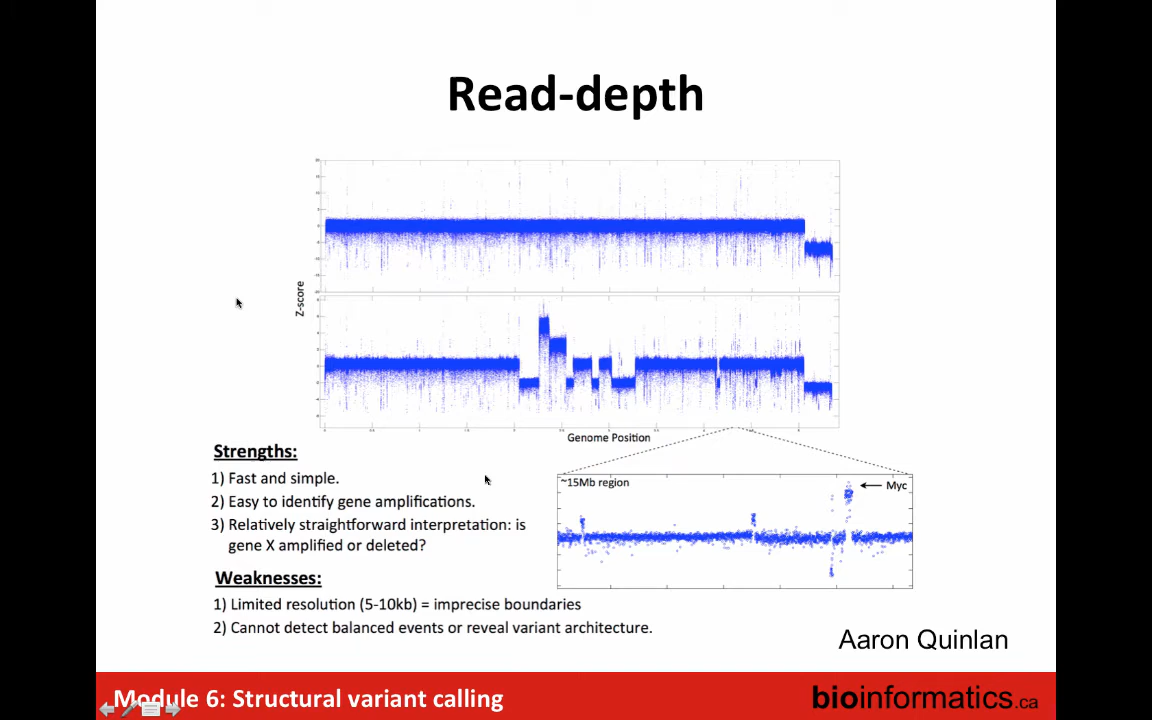 Read-depth
Z-score
Genome Position
Strengths:
1) Fast and simple.
2) Easy to identify gene amplifications.
3) Relatively straightforward interpretation: is
gene X amplified or deleted?
~15Mb region
Myc
Weaknesses:
1) Limited resolution (5-10kb) = imprecise boundaries
2) Cannot detect balanced events or reveal variant architecture.
Aaron Quinlan
Module 6: Structural variant calling
bioinformatics.ca